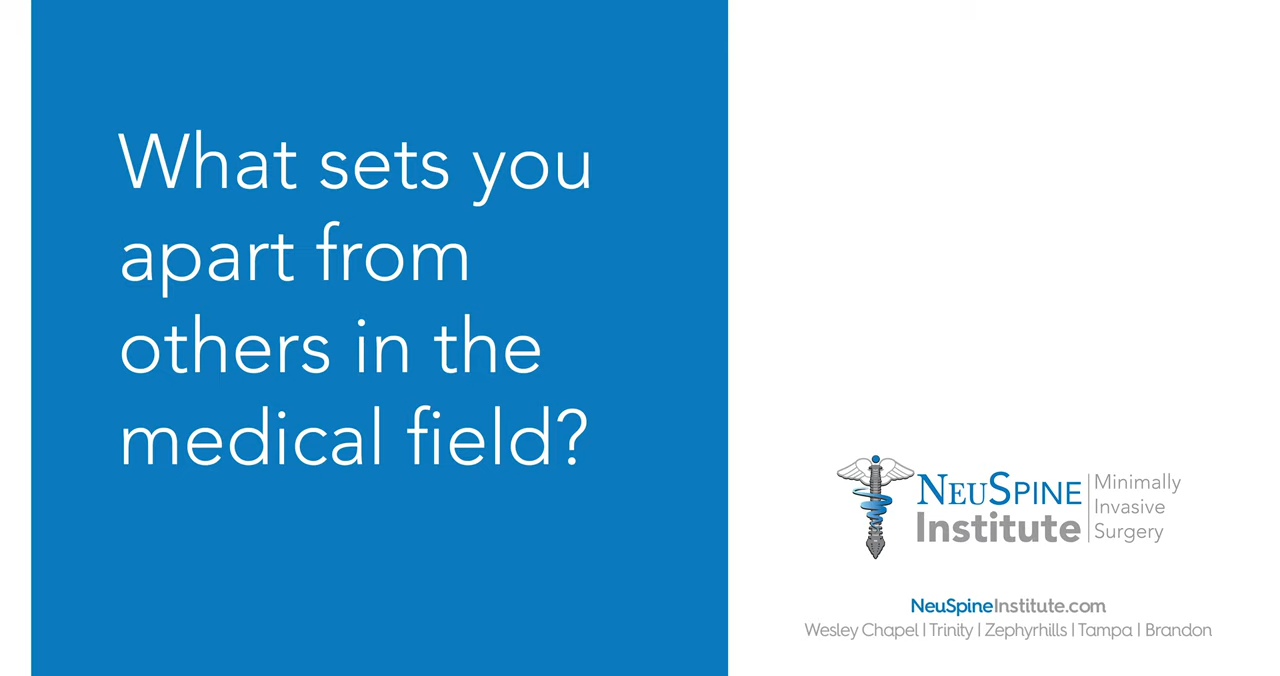 What sets you
apart from
others in the
medical field?
NEUSPINE
Institute
Minimally
Invasive
Surgery
NeuSpineInstitute.com
Wesley Chapel | Trinity | Zephyrhills | Tampa | Brandon